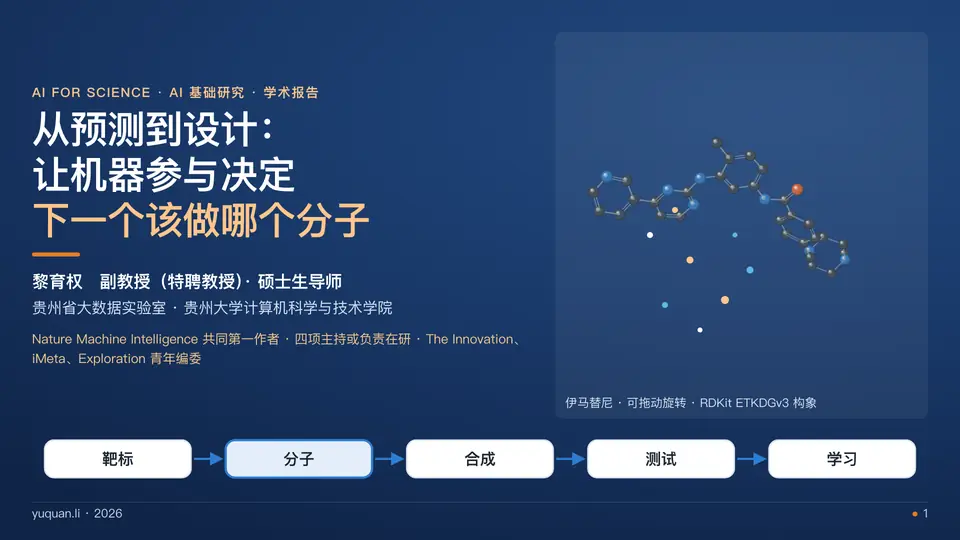 AI FOR SCIENCE · AI 基础研究 · 学术报告
从预测到设计：
让机器参与决定
下一个该做哪个分子
黎育权　副教授（特聘教授）· 硕士生导师
贵州省大数据实验室 · 贵州大学计算机科学与技术学院
Nature Machine Intelligence 共同第一作者 · 四项主持或负责在研 · The Innovation、
iMeta、Exploration 青年编委
伊马替尼 · 可拖动旋转 · RDKit ETKDGv3 构象
靶标
分子
合成
测试
学习
yuquan.li · 2026
1